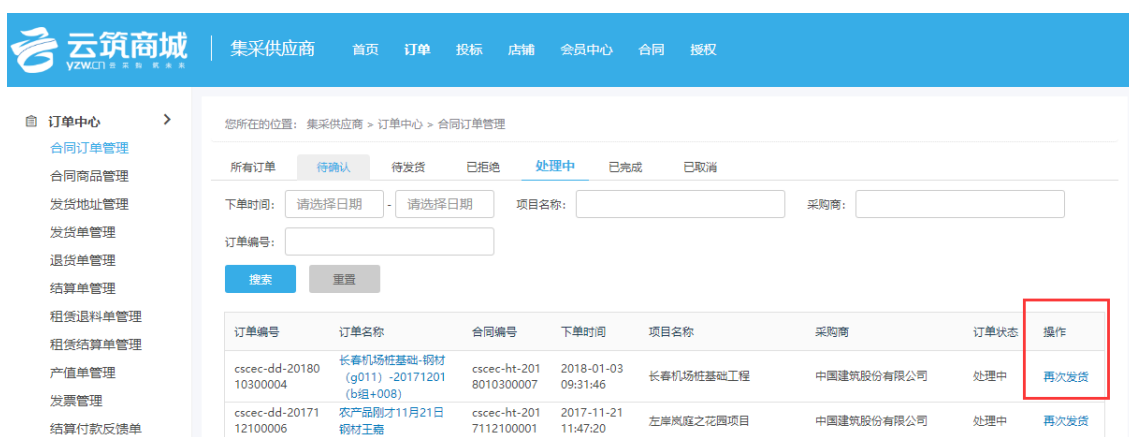 云筑商城 集采供应商 首页 订单 投标 店铺 会员中心 合同 授权
yzw.cn
订单中心
合同订单管理
合同商品管理
发货地址管理
发货单管理
退货单管理
结算单管理
租赁退料单管理
租赁结算单管理
产值单管理
发票管理
结算付款反馈单
您所在的位置: 集采供应商 > 订单中心 > 合同订单管理
所有订单 待确认 待发货 已拒绝 处理中 已完成 已取消
下单时间: 请选择日期 - 请选择日期 项目名称: 采购商:
订单编号:
搜索 重置
订单编号 订单名称 合同编号 下单时间 项目名称 采购商 订单状态 操作
cscec-dd-20180
10300004
长春机场桩基础-钢材
(g011) -20171201
(b组+008)
cscec-ht-201
8010300007
2018-01-03
09:31:46
长春机场桩基础工程
中国建筑股份有限公司
处理中
再次发货
cscec-dd-20171
12100006
农产品刚才11月21日
钢材王嘉
cscec-ht-201
7112100001
2017-11-21
11:47:20
左岸岚庭之花园项目
中国建筑股份有限公司
处理中
再次发货